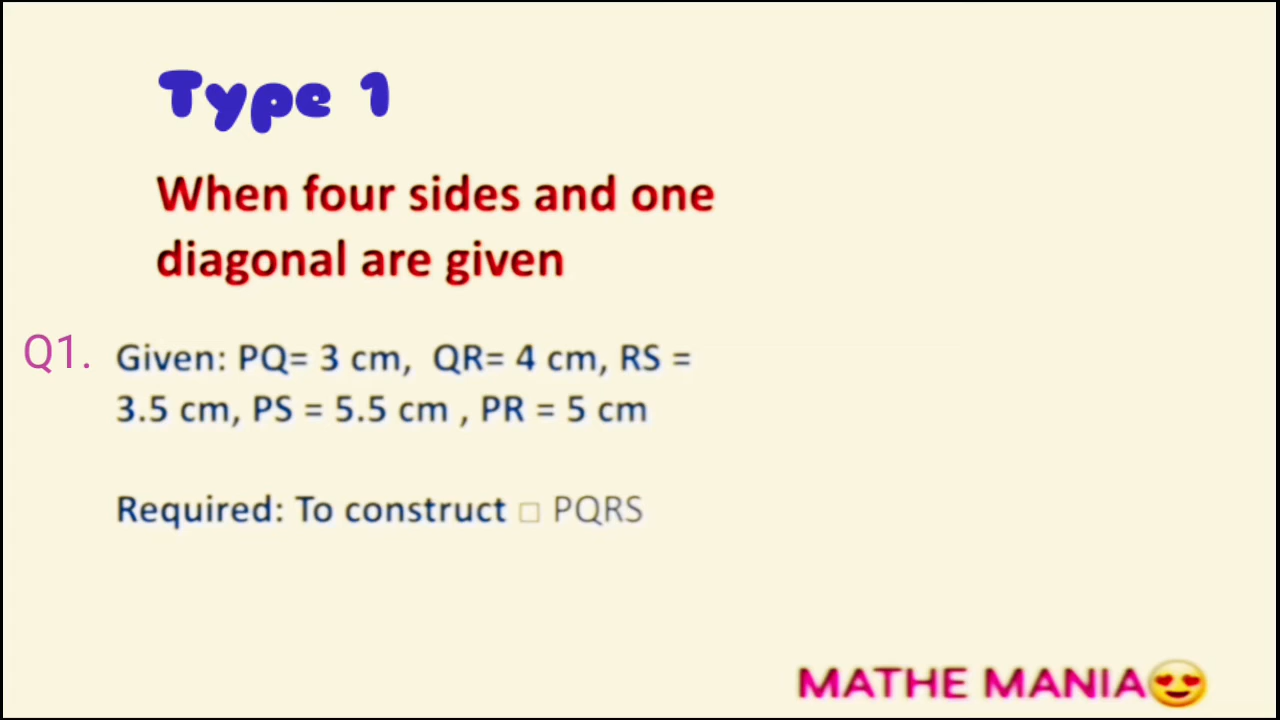 Type 1
When four sides and one
diagonal are given
Q1. Given: PQ= 3 cm, QR= 4 cm, RS =
3.5 cm, PS = 5.5 cm , PR = 5 cm
Required: To construct □ PQRS
MATHE MANIA😍